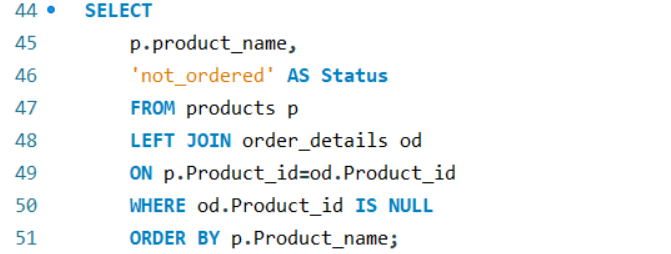 44 SELECT
45 p.product_name,
46 'not_ordered' AS Status
47 FROM products p
48 LEFT JOIN order_details od
49 ON p.Product_id=od.Product_id
50 WHERE od.Product_id IS NULL
51 ORDER BY p.Product_name;